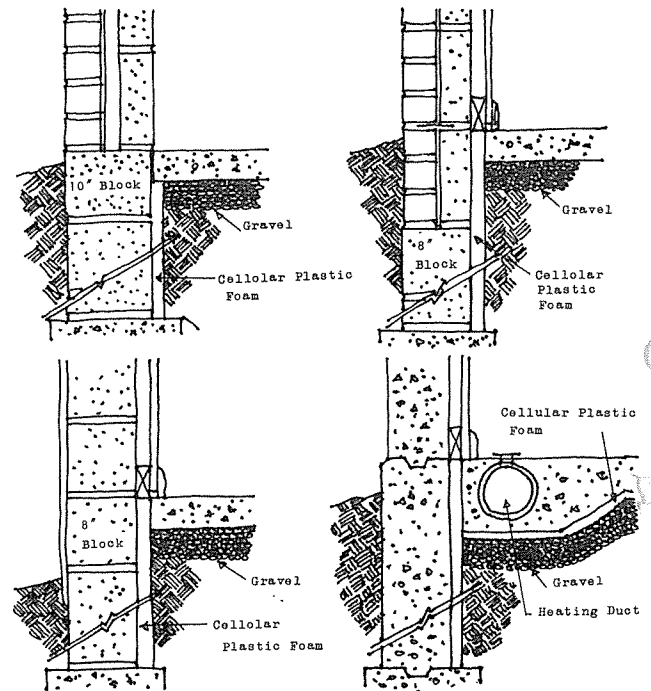 10″ Block
Gravel
Cellolar Plastic
Foam
8″
Block
Gravel
Cellolar
Plastic
Foam
8″
Block
Gravel
Cellolar
Plastic Foam
Cellular Plastic
Foam
Gravel
Heating Duct